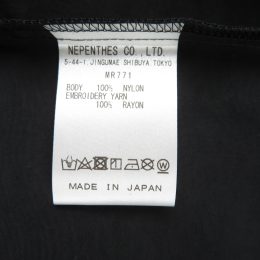 NEPENTHES CO., LTD.
5-44-1, JINGUMAE SHIBUYA TOKYO
MR771
BODY 100% NYLON
EMBROIDERY YARN
100% RAYON
MADE IN JAPAN